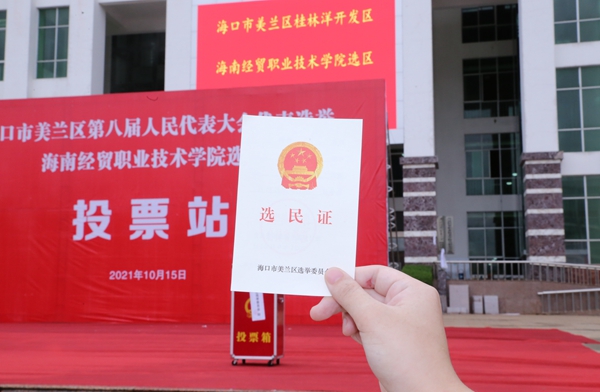 海口市美兰区桂林洋开发区
海南经贸职业技术学院选区
口市美兰区第八届人民代表大会代表选举
海南经贸职业技术学院选
投票站
2021年10月15日
选民证
海口市美兰区选举委员
投票箱